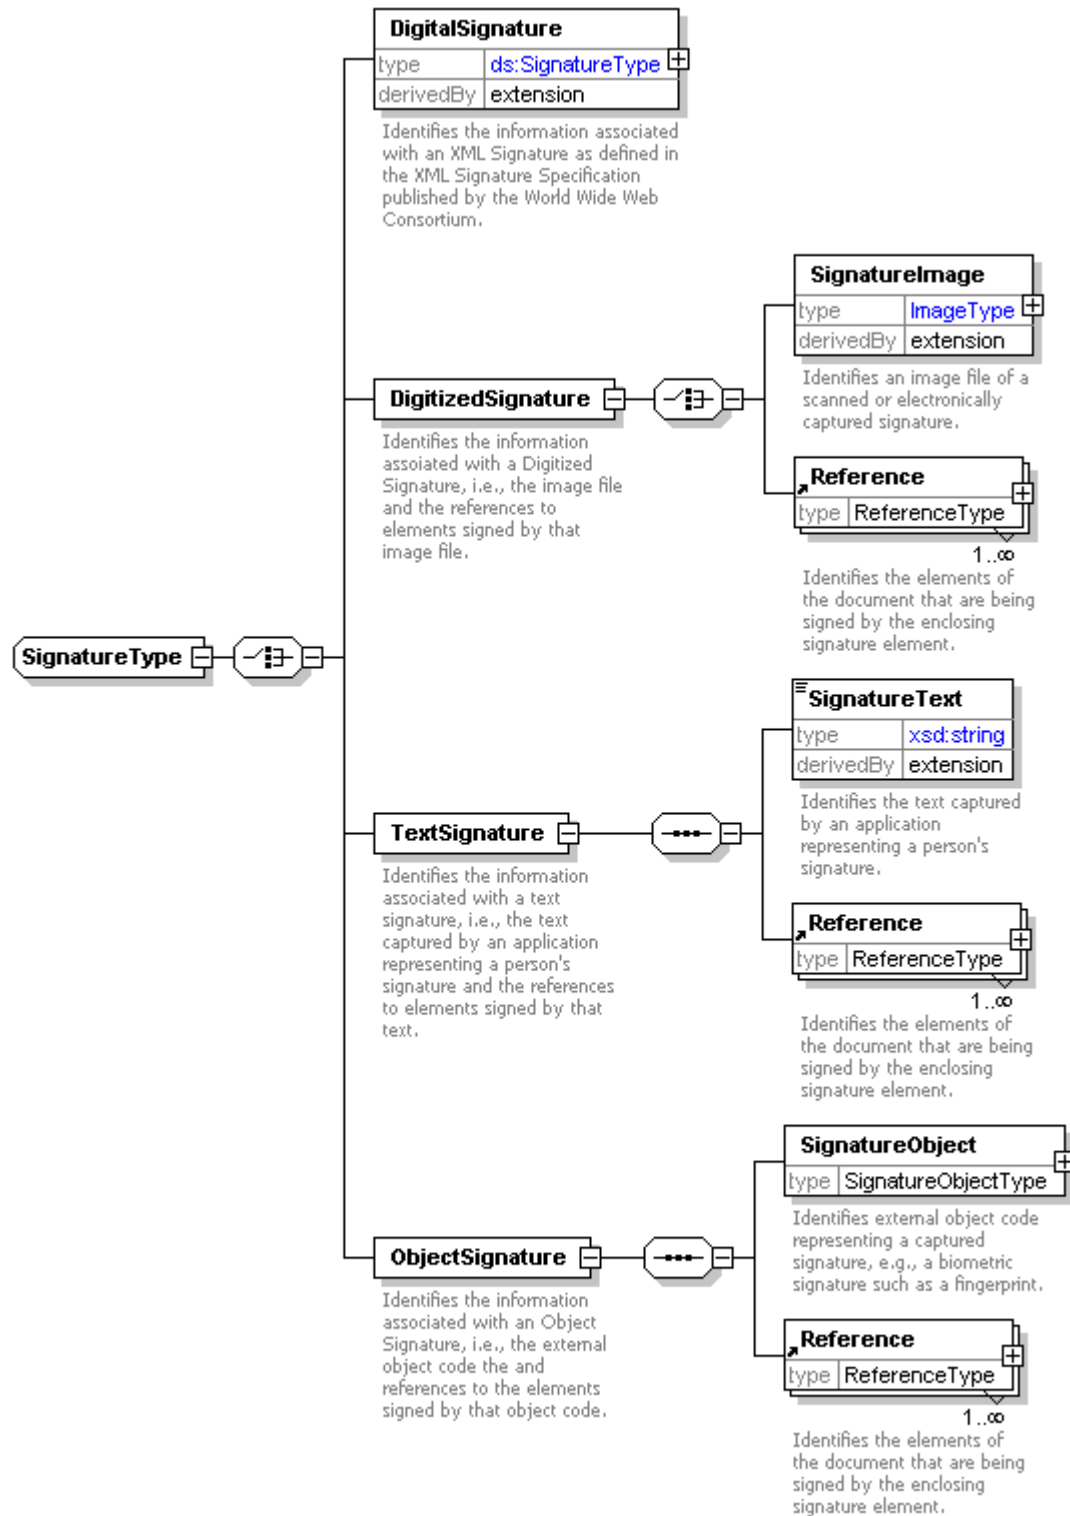 DigitalSignature
type ds:SignatureType
derivedBy extension
Identifies the information associated
with an XML Signature as defined in
the XML Signature Specification
published by the World Wide Web
Consortium.
SignatureImage
type ImageType
derivedBy extension
Identifies an image file of a
scanned or electronically
captured signature.
DigitizedSignature
Identifies the information
assoiated with a Digitized
Signature, i.e., the image file
and the references to
elements signed by that
image file.
Reference
type ReferenceType
1..∞
Identifies the elements of
the document that are being
signed by the enclosing
signature element.
SignatureType
SignatureText
type xsd:string
derivedBy extension
Identifies the text captured
by an application
representing a person's
signature.
TextSignature
Identifies the information
associated with a text
signature, i.e., the text
captured by an application
representing a person's
signature and the references
to elements signed by that
text.
Reference
type ReferenceType
1..∞
Identifies the elements of
the document that are being
signed by the enclosing
signature element.
SignatureObject
type SignatureObjectType
Identifies external object code
representing a captured
signature, e.g., a biometric
signature such as a fingerprint.
ObjectSignature
Identifies the information
associated with an Object
Signature, i.e., the external
object code the and
references to the elements
signed by that object code.
Reference
type ReferenceType
1..∞
Identifies the elements of
the document that are being
signed by the enclosing
signature element.